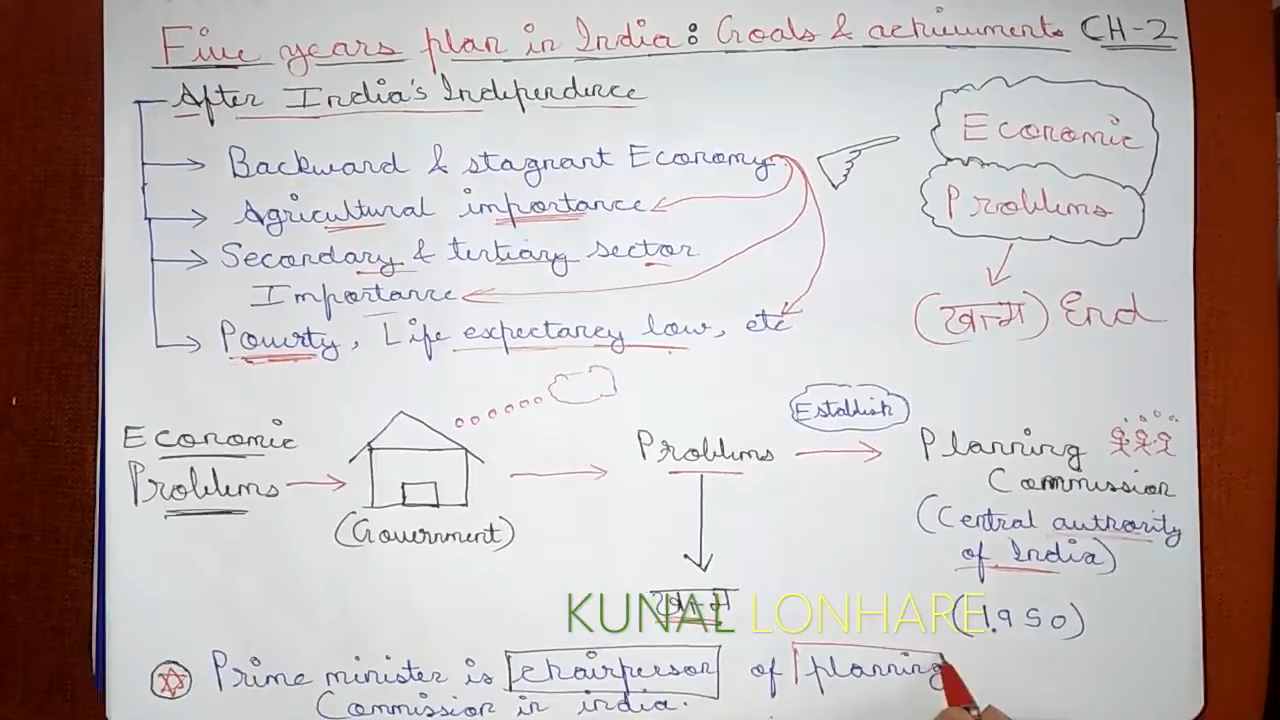 Five years plan in India: Goals & achievements CH-2
After India's Independence
Backward & stagnant Economy
Agricultural importance
Secondary & tertiary sector
Importance
Poverty, Life expectancy low, etc
Economic
Problems
(खत्म) End
Economic
Problems
(Government)
Problems
खत्म
Establish
Planning
Commission
(Central authority
of India)
(1950)
KUNAL LONHARE
Prime minister is chairperson of planning
Commission in india.